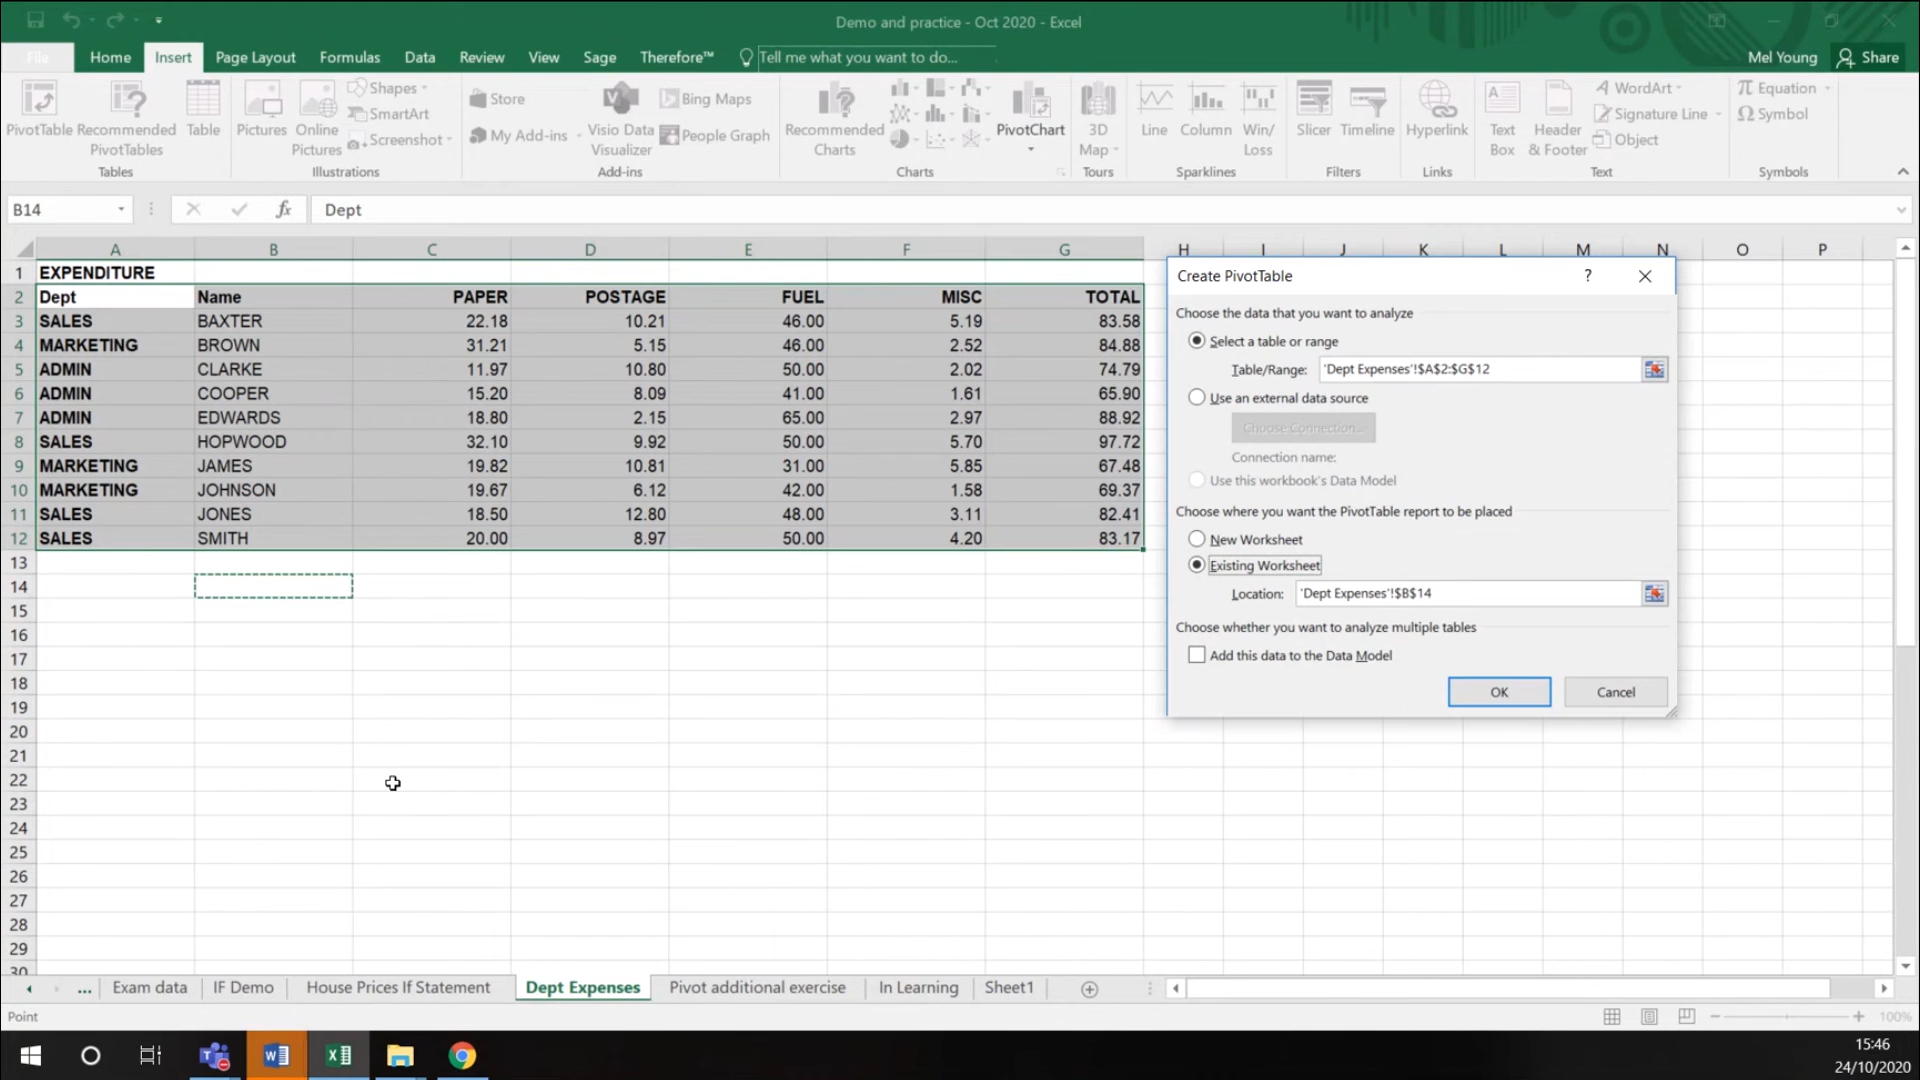 Demo and practice - Oct 2020 - Excel
File Home Insert Page Layout Formulas Data Review View Sage Therefore™ Tell me what you want to do... Mel Young Share
PivotTable Recommended PivotTables Table
Tables
Pictures Online Pictures Shapes SmartArt Screenshot
Illustrations
Store My Add-ins Visio Data Visualizer Bing Maps People Graph
Add-ins
Recommended Charts PivotChart
Charts
3D Map
Tours
Line Column Win/Loss
Sparklines
Slicer Timeline
Filters
Hyperlink
Links
Text Box Header & Footer WordArt Signature Line Object
Text
Equation Symbol
Symbols
B14 fx Dept
A B C D E F G H I J K L M N O P
1 EXPENDITURE
2 Dept Name PAPER POSTAGE FUEL MISC TOTAL
3 SALES BAXTER 22.18 10.21 46.00 5.19 83.58
4 MARKETING BROWN 31.21 5.15 46.00 2.52 84.88
5 ADMIN CLARKE 11.97 10.80 50.00 2.02 74.79
6 ADMIN COOPER 15.20 8.09 41.00 1.61 65.90
7 ADMIN EDWARDS 18.80 2.15 65.00 2.97 88.92
8 SALES HOPWOOD 32.10 9.92 50.00 5.70 97.72
9 MARKETING JAMES 19.82 10.81 31.00 5.85 67.48
10 MARKETING JOHNSON 19.67 6.12 42.00 1.58 69.37
11 SALES JONES 18.50 12.80 48.00 3.11 82.41
12 SALES SMITH 20.00 8.97 50.00 4.20 83.17
13
14
15
16
17
18
19
20
21
22
23
24
25
26
27
28
29
30
Create PivotTable ?
Choose the data that you want to analyze
Select a table or range
Table/Range: 'Dept Expenses'!$A$2:$G$12
Use an external data source
Choose Connection...
Connection name:
Use this workbook's Data Model
Choose where you want the PivotTable report to be placed
New Worksheet
Existing Worksheet
Location: 'Dept Expenses'!$B$14
Choose whether you want to analyze multiple tables
Add this data to the Data Model
OK Cancel
... Exam data IF Demo House Prices If Statement Dept Expenses Pivot additional exercise In Learning Sheet1
Point 100%
15:46
24/10/2020